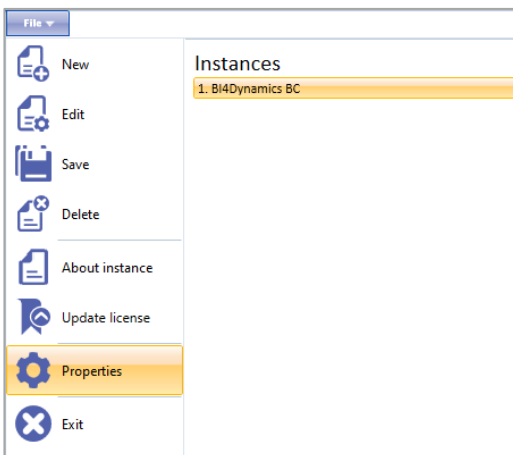 File
New
Edit
Save
Delete
About instance
Update license
Properties
Exit
Instances
1. BI4Dynamics BC